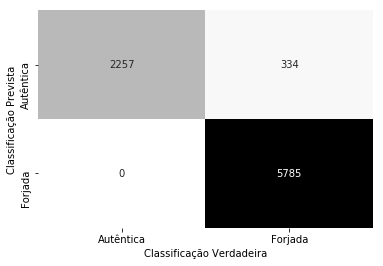 Classificação Prevista
Autêntica
2257
334
Forjada
0
5785
Autêntica
Forjada
Classificação Verdadeira